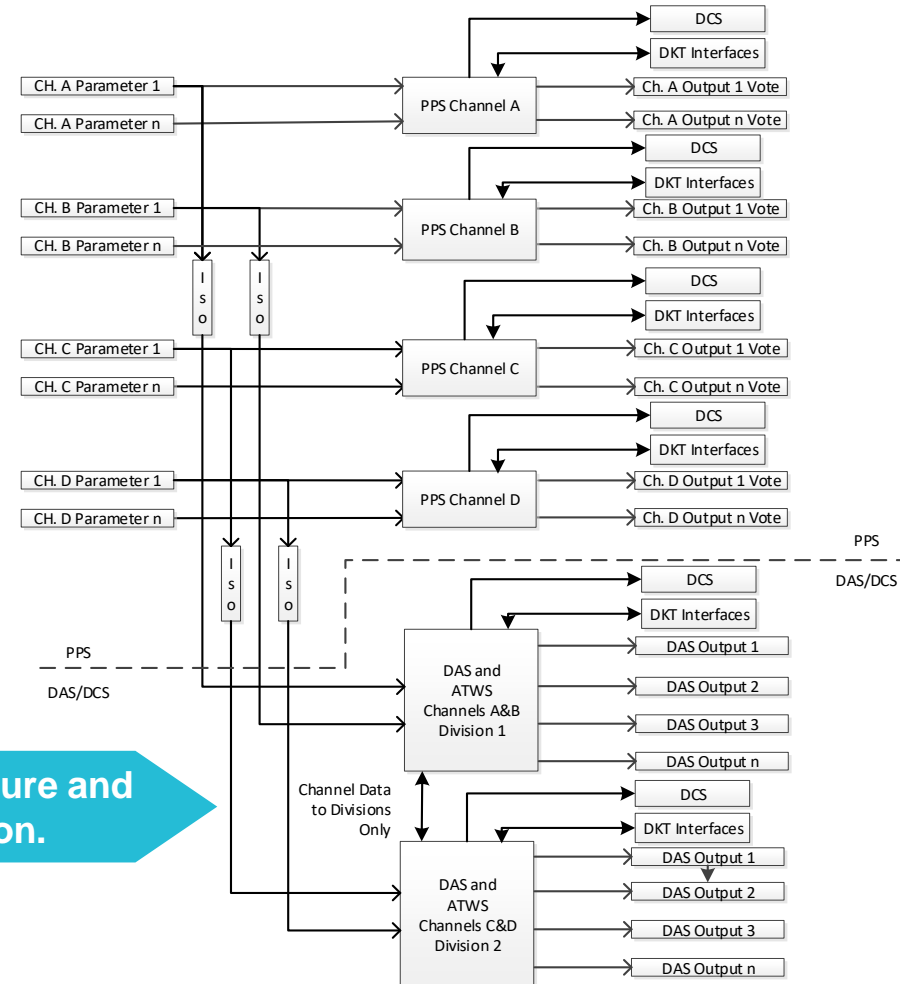 DCS
DKT Interfaces
CH. A Parameter 1
CH. A Parameter n
PPS Channel A
Ch. A Output 1 Vote
Ch. A Output n Vote
DCS
DKT Interfaces
CH. B Parameter 1
CH. B Parameter n
PPS Channel B
Ch. B Output 1 Vote
Ch. B Output n Vote
I
s
o
I
s
o
DCS
DKT Interfaces
CH. C Parameter 1
CH. C Parameter n
PPS Channel C
Ch. C Output 1 Vote
Ch. C Output n Vote
DCS
DKT Interfaces
CH. D Parameter 1
CH. D Parameter n
PPS Channel D
Ch. D Output 1 Vote
Ch. D Output n Vote
I
s
o
I
s
o
PPS
DAS/DCS
PPS
DAS/DCS
DCS
DKT Interfaces
DAS and
ATWS
Channels A&B
Division 1
DAS Output 1
DAS Output 2
DAS Output 3
DAS Output n
ure and
on.
Channel Data
to Divisions
Only
DCS
DKT Interfaces
DAS and
ATWS
Channels C&D
Division 2
DAS Output 1
DAS Output 2
DAS Output 3
DAS Output n